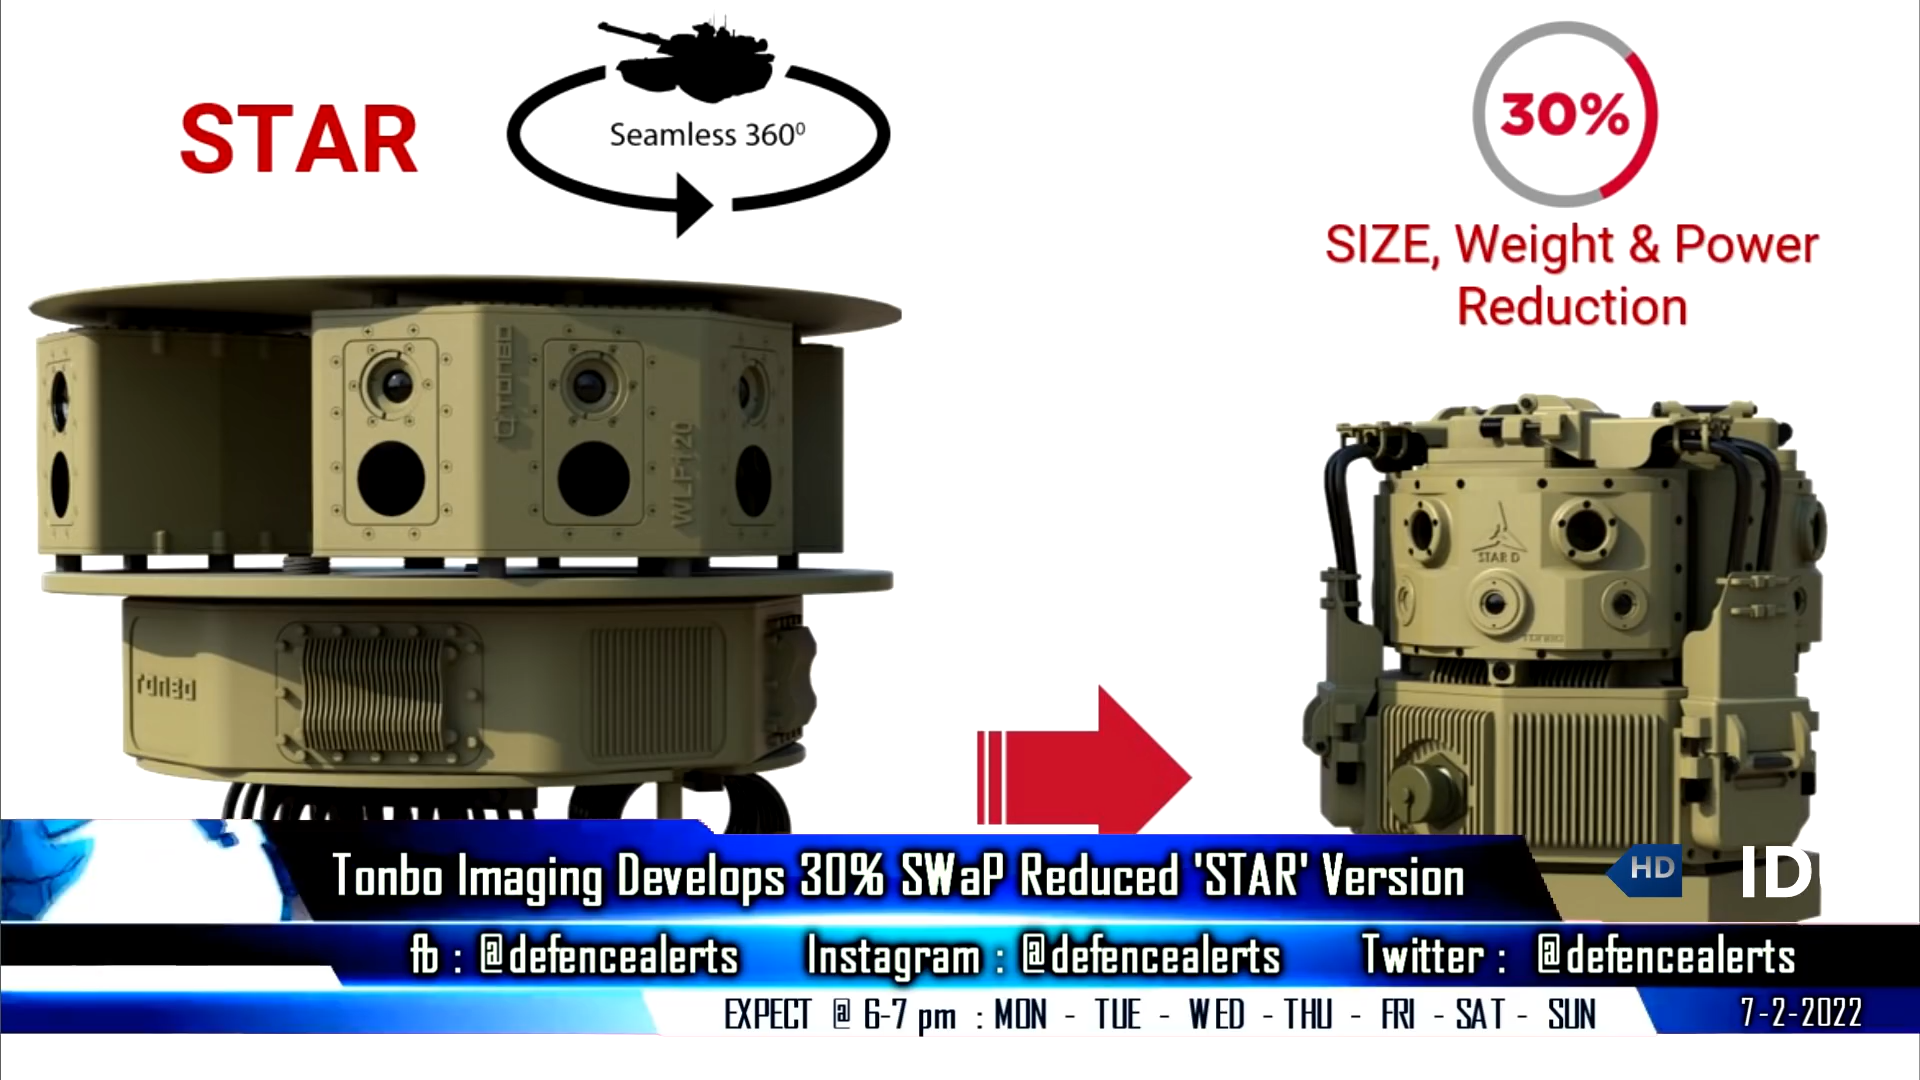 STAR
Seamless 360⁰
30%
SIZE, Weight & Power
Reduction
TONBO
WLF120
TONBO
STAR D
TONBO
Tonbo Imaging Develops 30% SWaP Reduced 'STAR' Version
HD
ID
fb : @defencealerts Instagram : @defencealerts Twitter : @defencealerts
EXPECT @ 6-7 pm : MON - TUE - WED - THU - FRI - SAT - SUN
7-2-2022